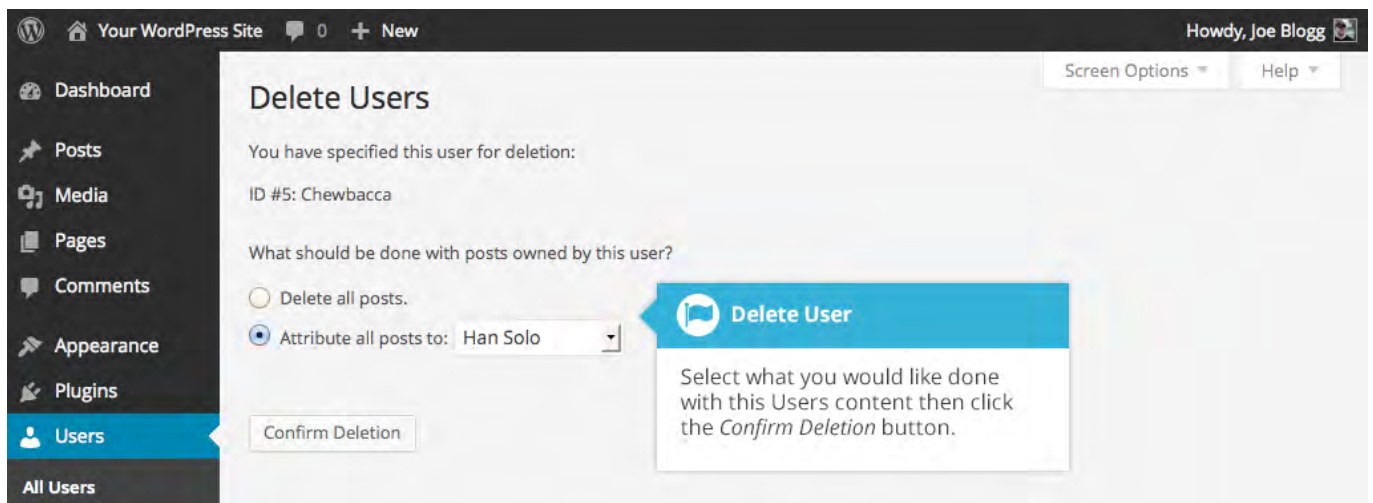 Your WordPress Site 0 + New Howdy, Joe Blogg
Screen Options Help
Dashboard
Posts
Media
Pages
Comments
Appearance
Plugins
Users
All Users
Delete Users
You have specified this user for deletion:
ID #5: Chewbacca
What should be done with posts owned by this user?
Delete all posts.
Attribute all posts to: Han Solo
Confirm Deletion
Delete User
Select what you would like done
with this Users content then click
the Confirm Deletion button.